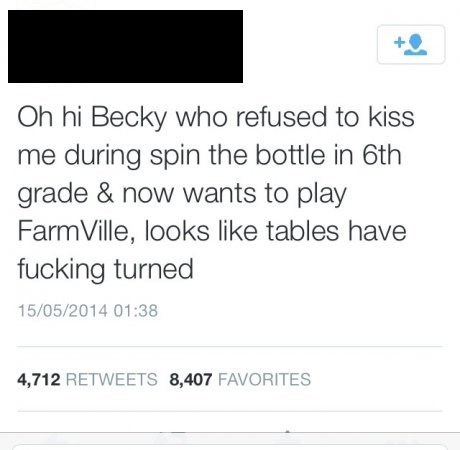 Oh hi Becky who refused to kiss
me during spin the bottle in 6th
grade & now wants to play
FarmVille, looks like tables have
fucking turned
15/05/2014 01:38
4,712 RETWEETS 8,407 FAVORITES